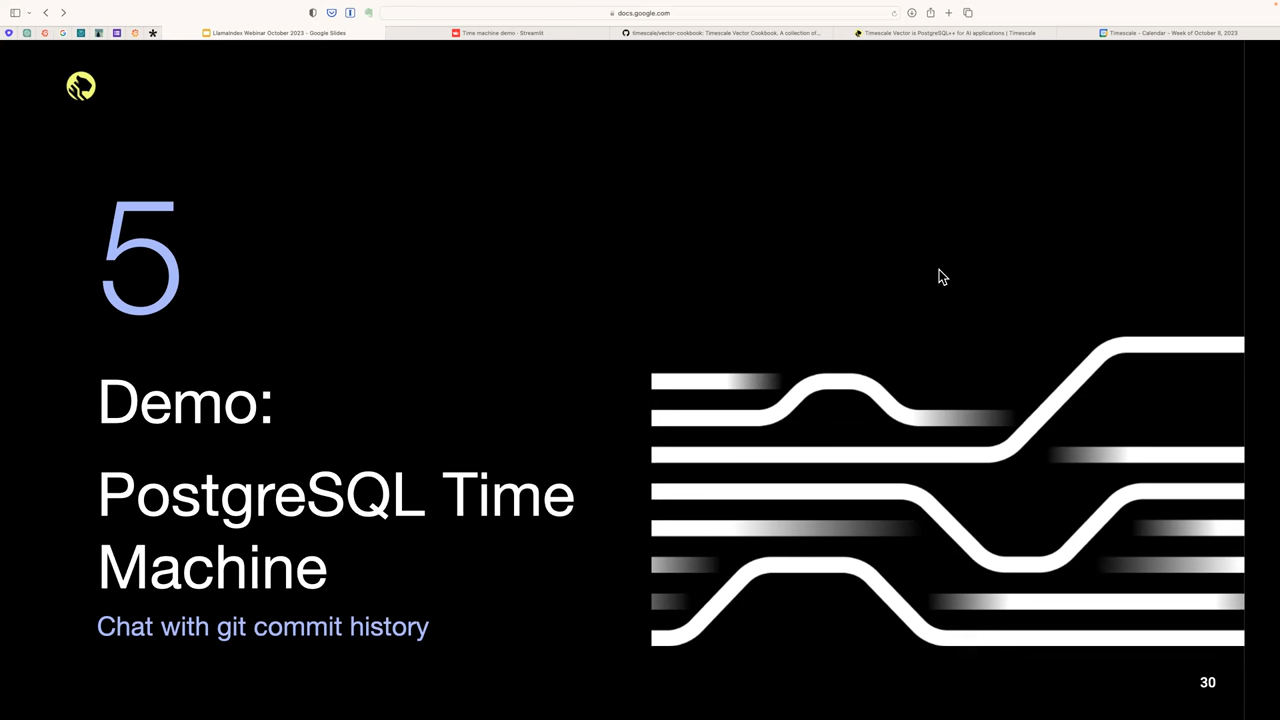 docs.google.com
LlamaIndex Webinar October 2023 - Google Slides
Time machine demo · Streamlit
timescale/vector-cookbook: Timescale Vector Cookbook. A collection of...
Timescale Vector is PostgreSQL++ for AI applications | Timescale
Timescale - Calendar - Week of October 8, 2023
5
Demo:
PostgreSQL Time
Machine
Chat with git commit history
30